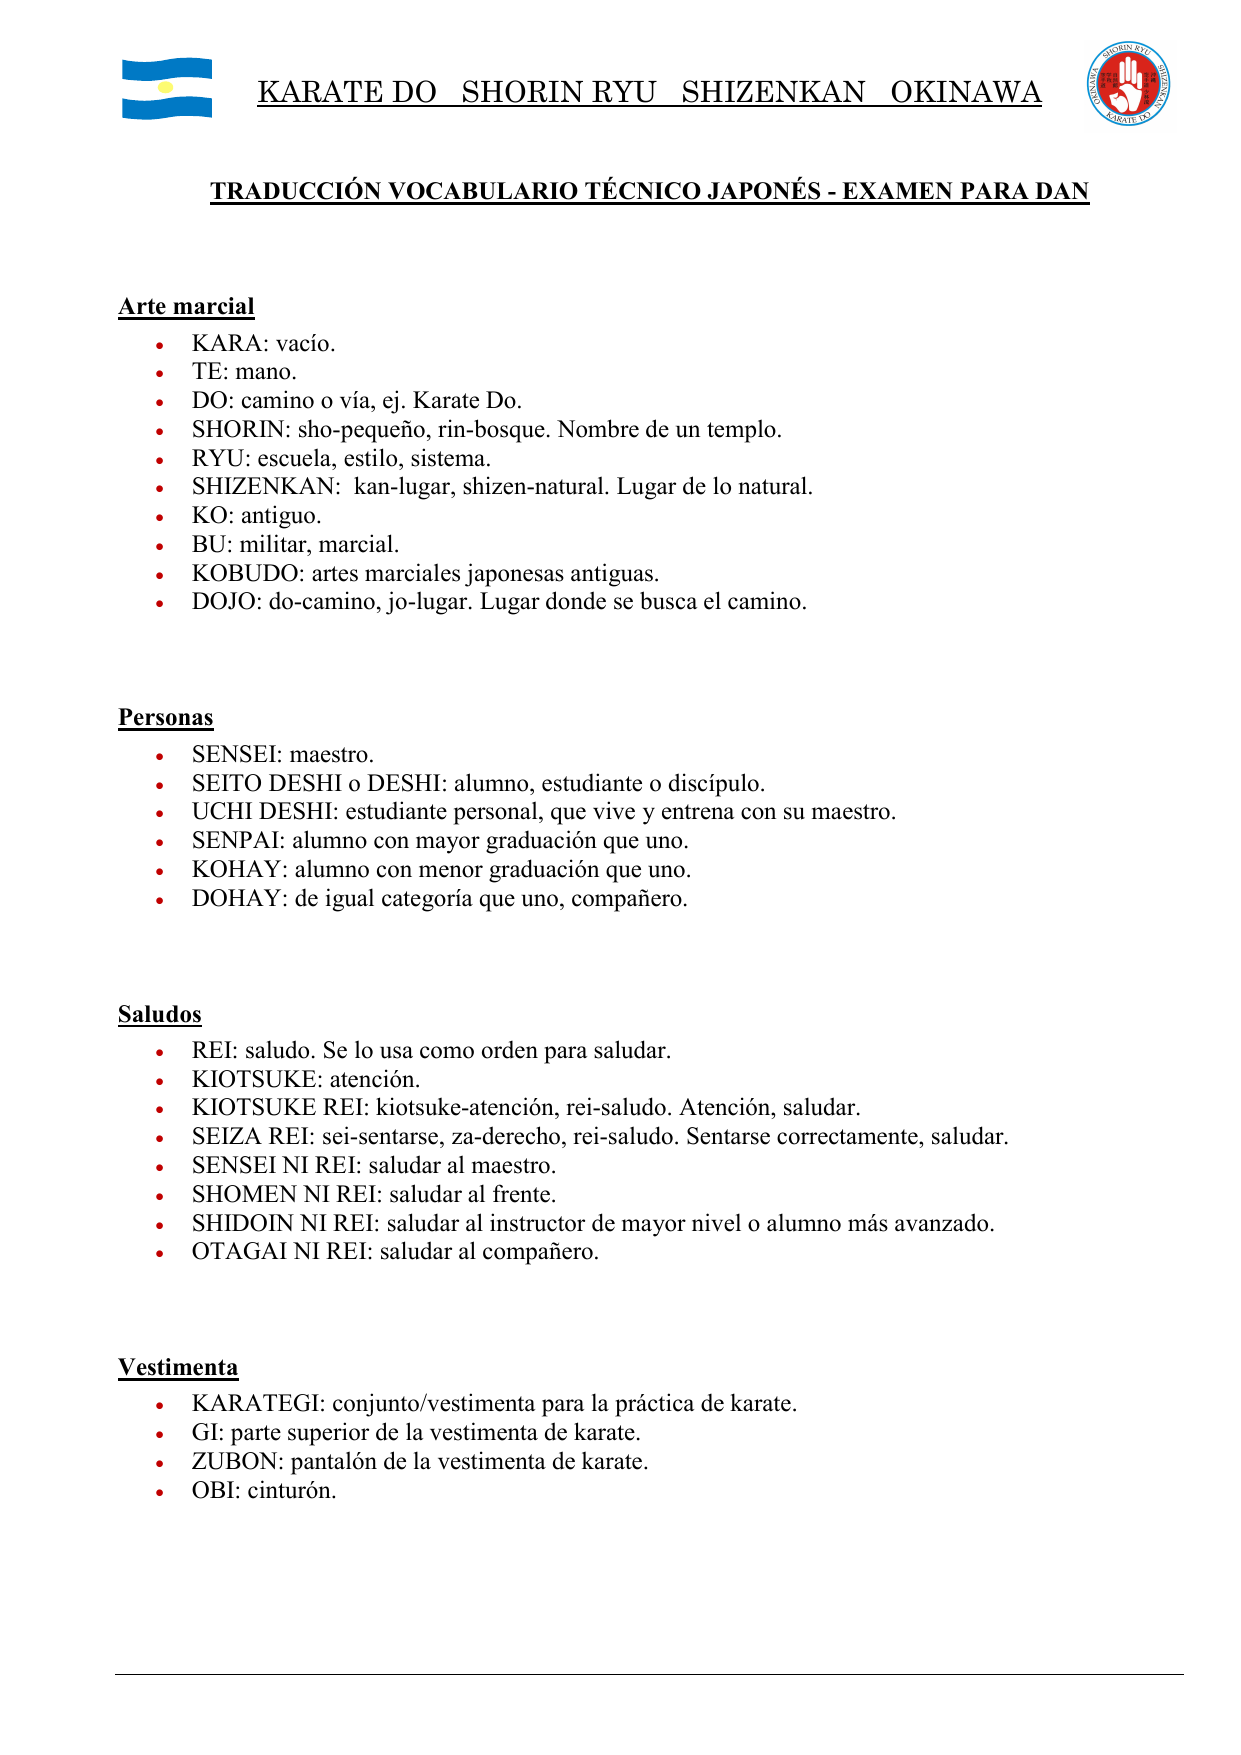 KARATE DO SHORIN RYU SHIZENKAN OKINAWA
SHORIN RYU
OKINAWA
SHIZENKAN
KARATE DO
TRADUCCIÓN VOCABULARIO TÉCNICO JAPONÉS - EXAMEN PARA DAN
Arte marcial
• KARA: vacío.
• TE: mano.
• DO: camino o vía, ej. Karate Do.
• SHORIN: sho-pequeño, rin-bosque. Nombre de un templo.
• RYU: escuela, estilo, sistema.
• SHIZENKAN: kan-lugar, shizen-natural. Lugar de lo natural.
• KO: antiguo.
• BU: militar, marcial.
• KOBUDO: artes marciales japonesas antiguas.
• DOJO: do-camino, jo-lugar. Lugar donde se busca el camino.
Personas
• SENSEI: maestro.
• SEITO DESHI o DESHI: alumno, estudiante o discípulo.
• UCHI DESHI: estudiante personal, que vive y entrena con su maestro.
• SENPAI: alumno con mayor graduación que uno.
• KOHAY: alumno con menor graduación que uno.
• DOHAY: de igual categoría que uno, compañero.
Saludos
• REI: saludo. Se lo usa como orden para saludar.
• KIOTSUKE: atención.
• KIOTSUKE REI: kiotsuke-atención, rei-saludo. Atención, saludar.
• SEIZA REI: sei-sentarse, za-derecho, rei-saludo. Sentarse correctamente, saludar.
• SENSEI NI REI: saludar al maestro.
• SHOMEN NI REI: saludar al frente.
• SHIDOIN NI REI: saludar al instructor de mayor nivel o alumno más avanzado.
• OTAGAI NI REI: saludar al compañero.
Vestimenta
• KARATEGI: conjunto/vestimenta para la práctica de karate.
• GI: parte superior de la vestimenta de karate.
• ZUBON: pantalón de la vestimenta de karate.
• OBI: cinturón.